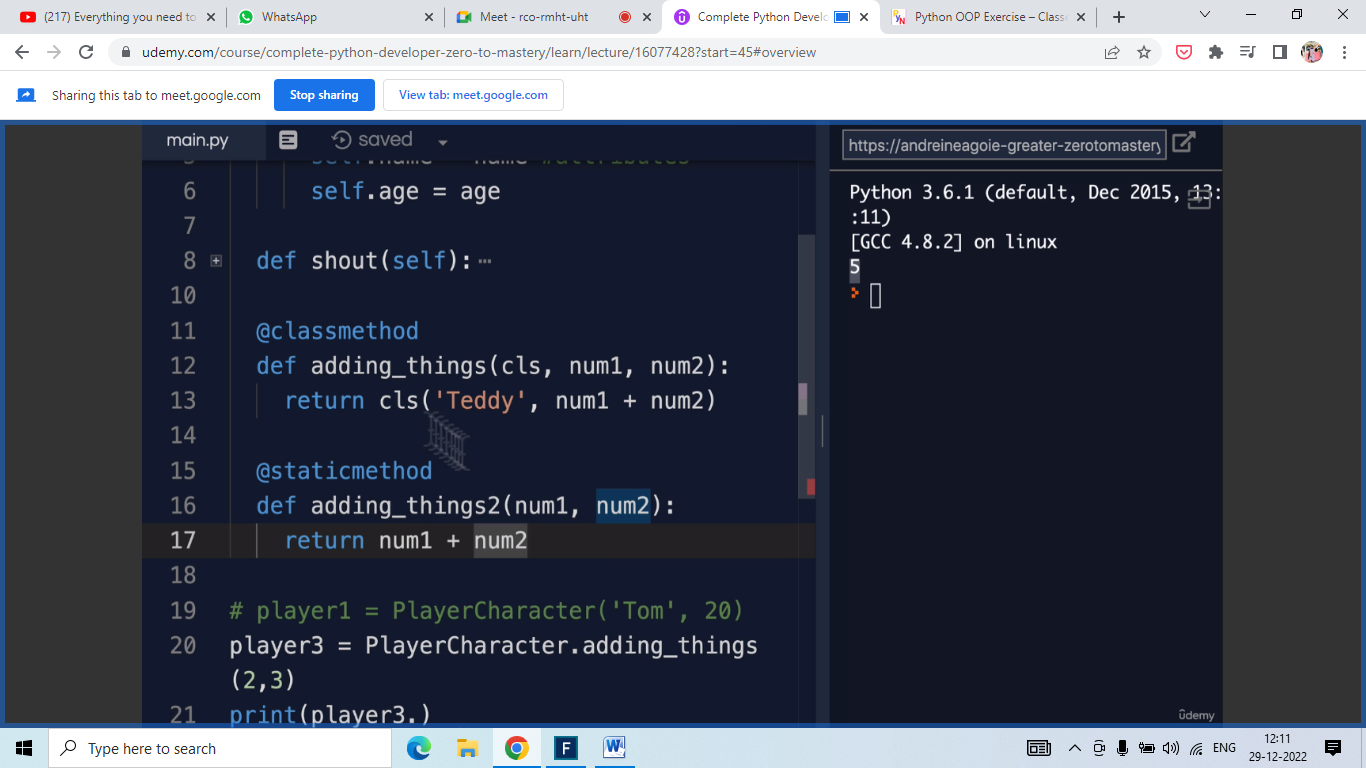 (217) Everything you need to
WhatsApp
Meet - rco-rmht-uht
Complete Python Develo
Python OOP Exercise – Classe
udemy.com/course/complete-python-developer-zero-to-mastery/learn/lecture/16077428?start=45#overview
Sharing this tab to meet.google.com
Stop sharing
View tab: meet.google.com
main.py
saved
6 self.age = age
7
8 def shout(self):
10
11 @classmethod
12 def adding_things(cls, num1, num2):
13 return cls('Teddy', num1 + num2)
14
15 @staticmethod
16 def adding_things2(num1, num2):
17 return num1 + num2
18
19 # player1 = PlayerCharacter('Tom', 20)
20 player3 = PlayerCharacter.adding_things
(2,3)
21 print(player3.)
https://andreineagoie-greater-zerotomastery
Python 3.6.1 (default, Dec 2015, 13:
:11)
[GCC 4.8.2] on linux
5
ûdemy
Type here to search
ENG
12:11
29-12-2022